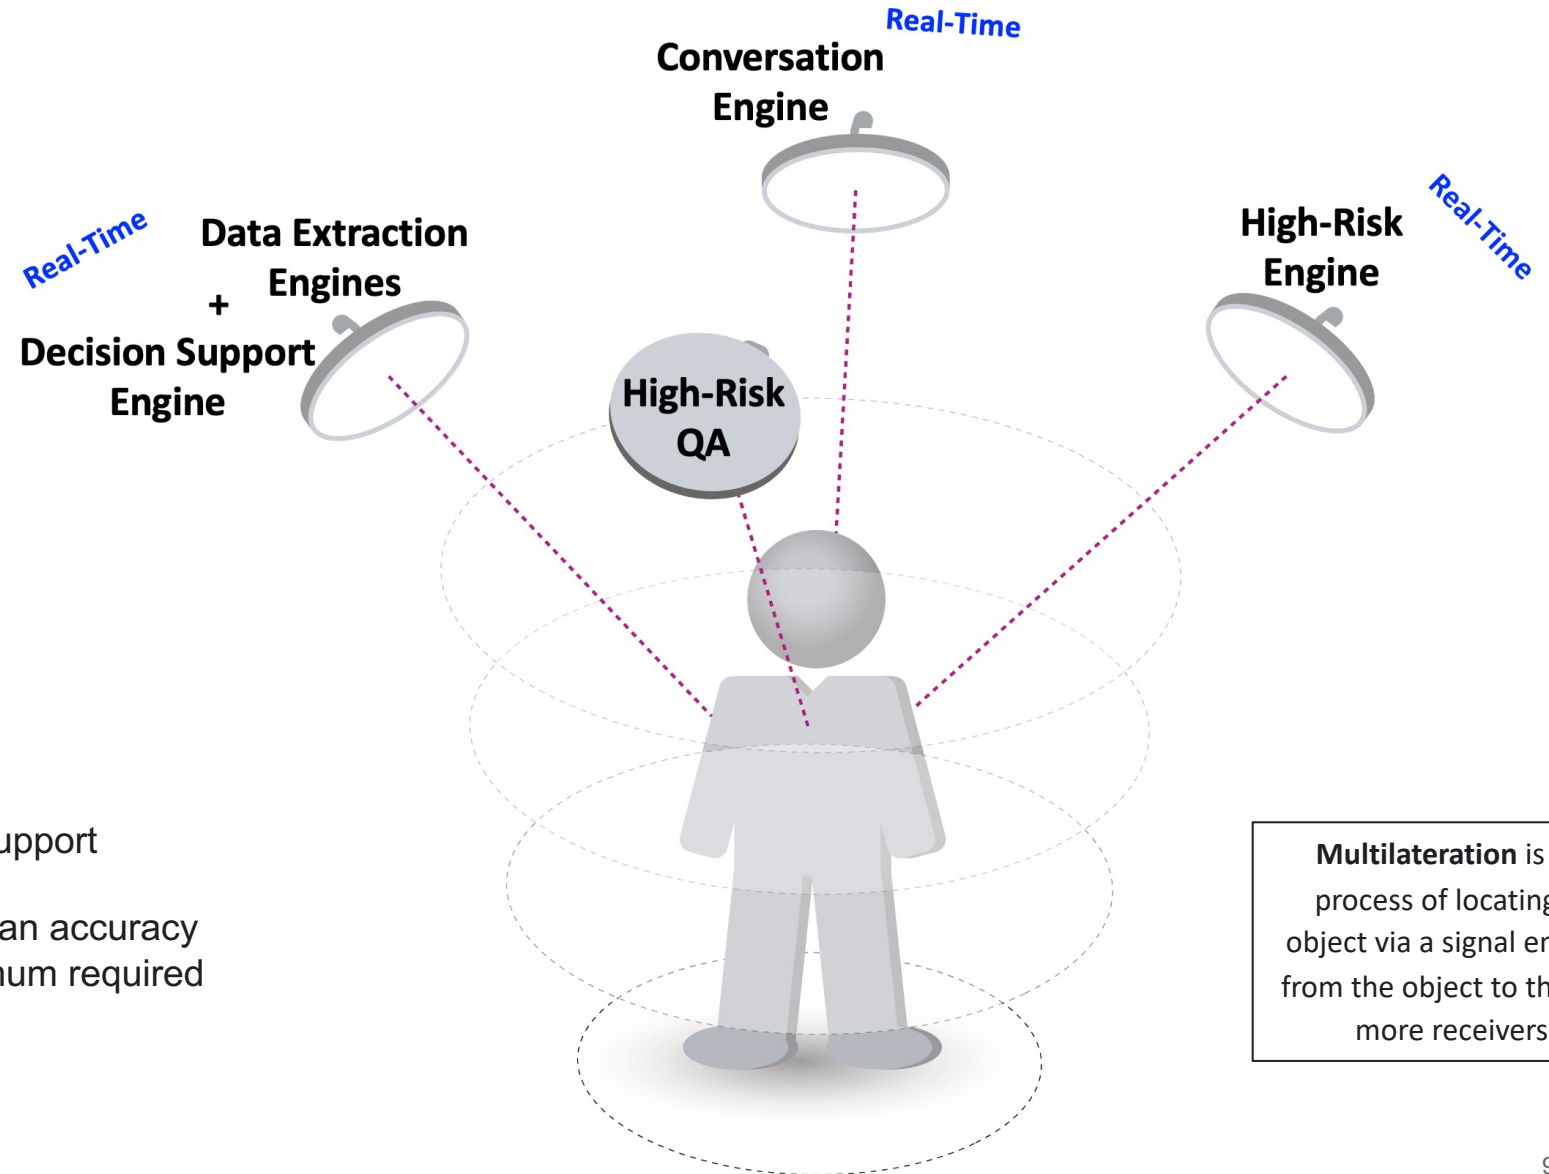 Real-Time
Conversation
Engine
Real-Time
Data Extraction
Engines
+
Decision Support
Engine
High-Risk
Engine
Real-Time
High-Risk
QA
upport
an accuracy
num required
Multilateration is
process of locating
object via a signal
from the object to
more receivers
9